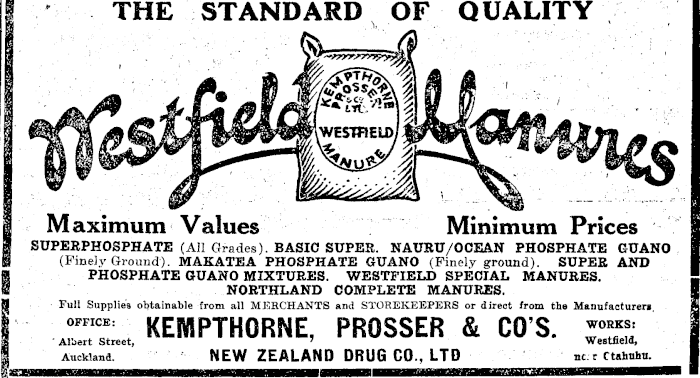 THE STANDARD OF QUALITY
Westfield Manures
KEMPTHORNE
PROSSER
& CO.
LTD.
WESTFIELD
MANURE
Maximum Values Minimum Prices
SUPERPHOSPHATE (All Grades). BASIC SUPER. NAURU/OCEAN PHOSPHATE GUANO
(Finely Ground). MAKATEA PHOSPHATE GUANO (Finely ground). SUPER AND
PHOSPHATE GUANO MIXTURES. WESTFIELD SPECIAL MANURES.
NORTHLAND COMPLETE MANURES.
Full Supplies obtainable from all MERCHANTS and STOREKEEPERS or direct from the Manufacturers
OFFICE:
Albert Street,
Auckland.
KEMPTHORNE, PROSSER & CO'S.
NEW ZEALAND DRUG CO., LTD
WORKS:
Westfield,
near Otahuhu.